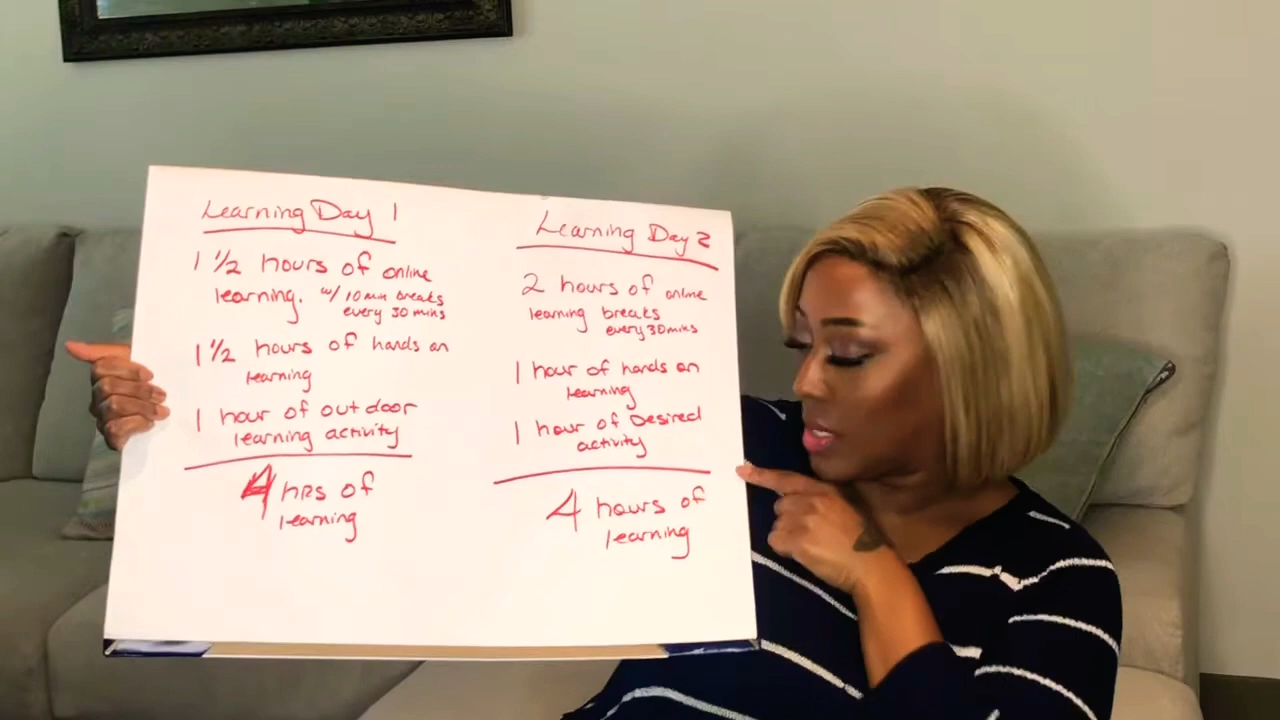 Learning Day 1
1 1/2 hours of online
learning. w/ 10 min breaks
every 30 mins
1 1/2 hours of hands on
learning
1 hour of outdoor
learning activity
4 hrs of
learning
Learning Day 2
2 hours of online
learning breaks
every 30 mins
1 hour of hands on
learning
1 hour of Desired
activity
4 hours of
learning